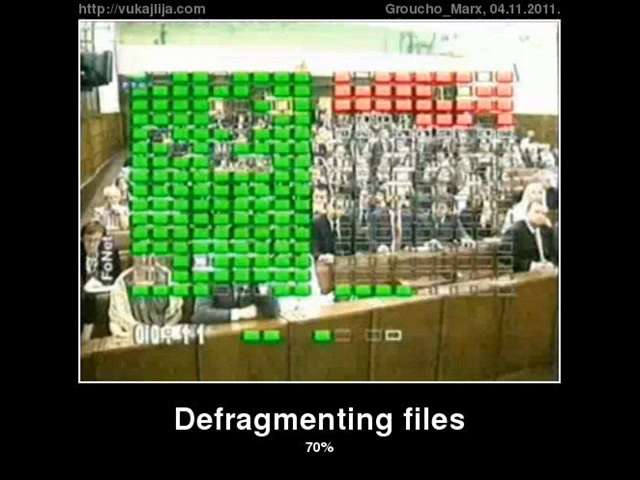 http://vukajlija.com
Groucho_Marx, 04.11.2011.
FoNet
Defragmenting files
70%